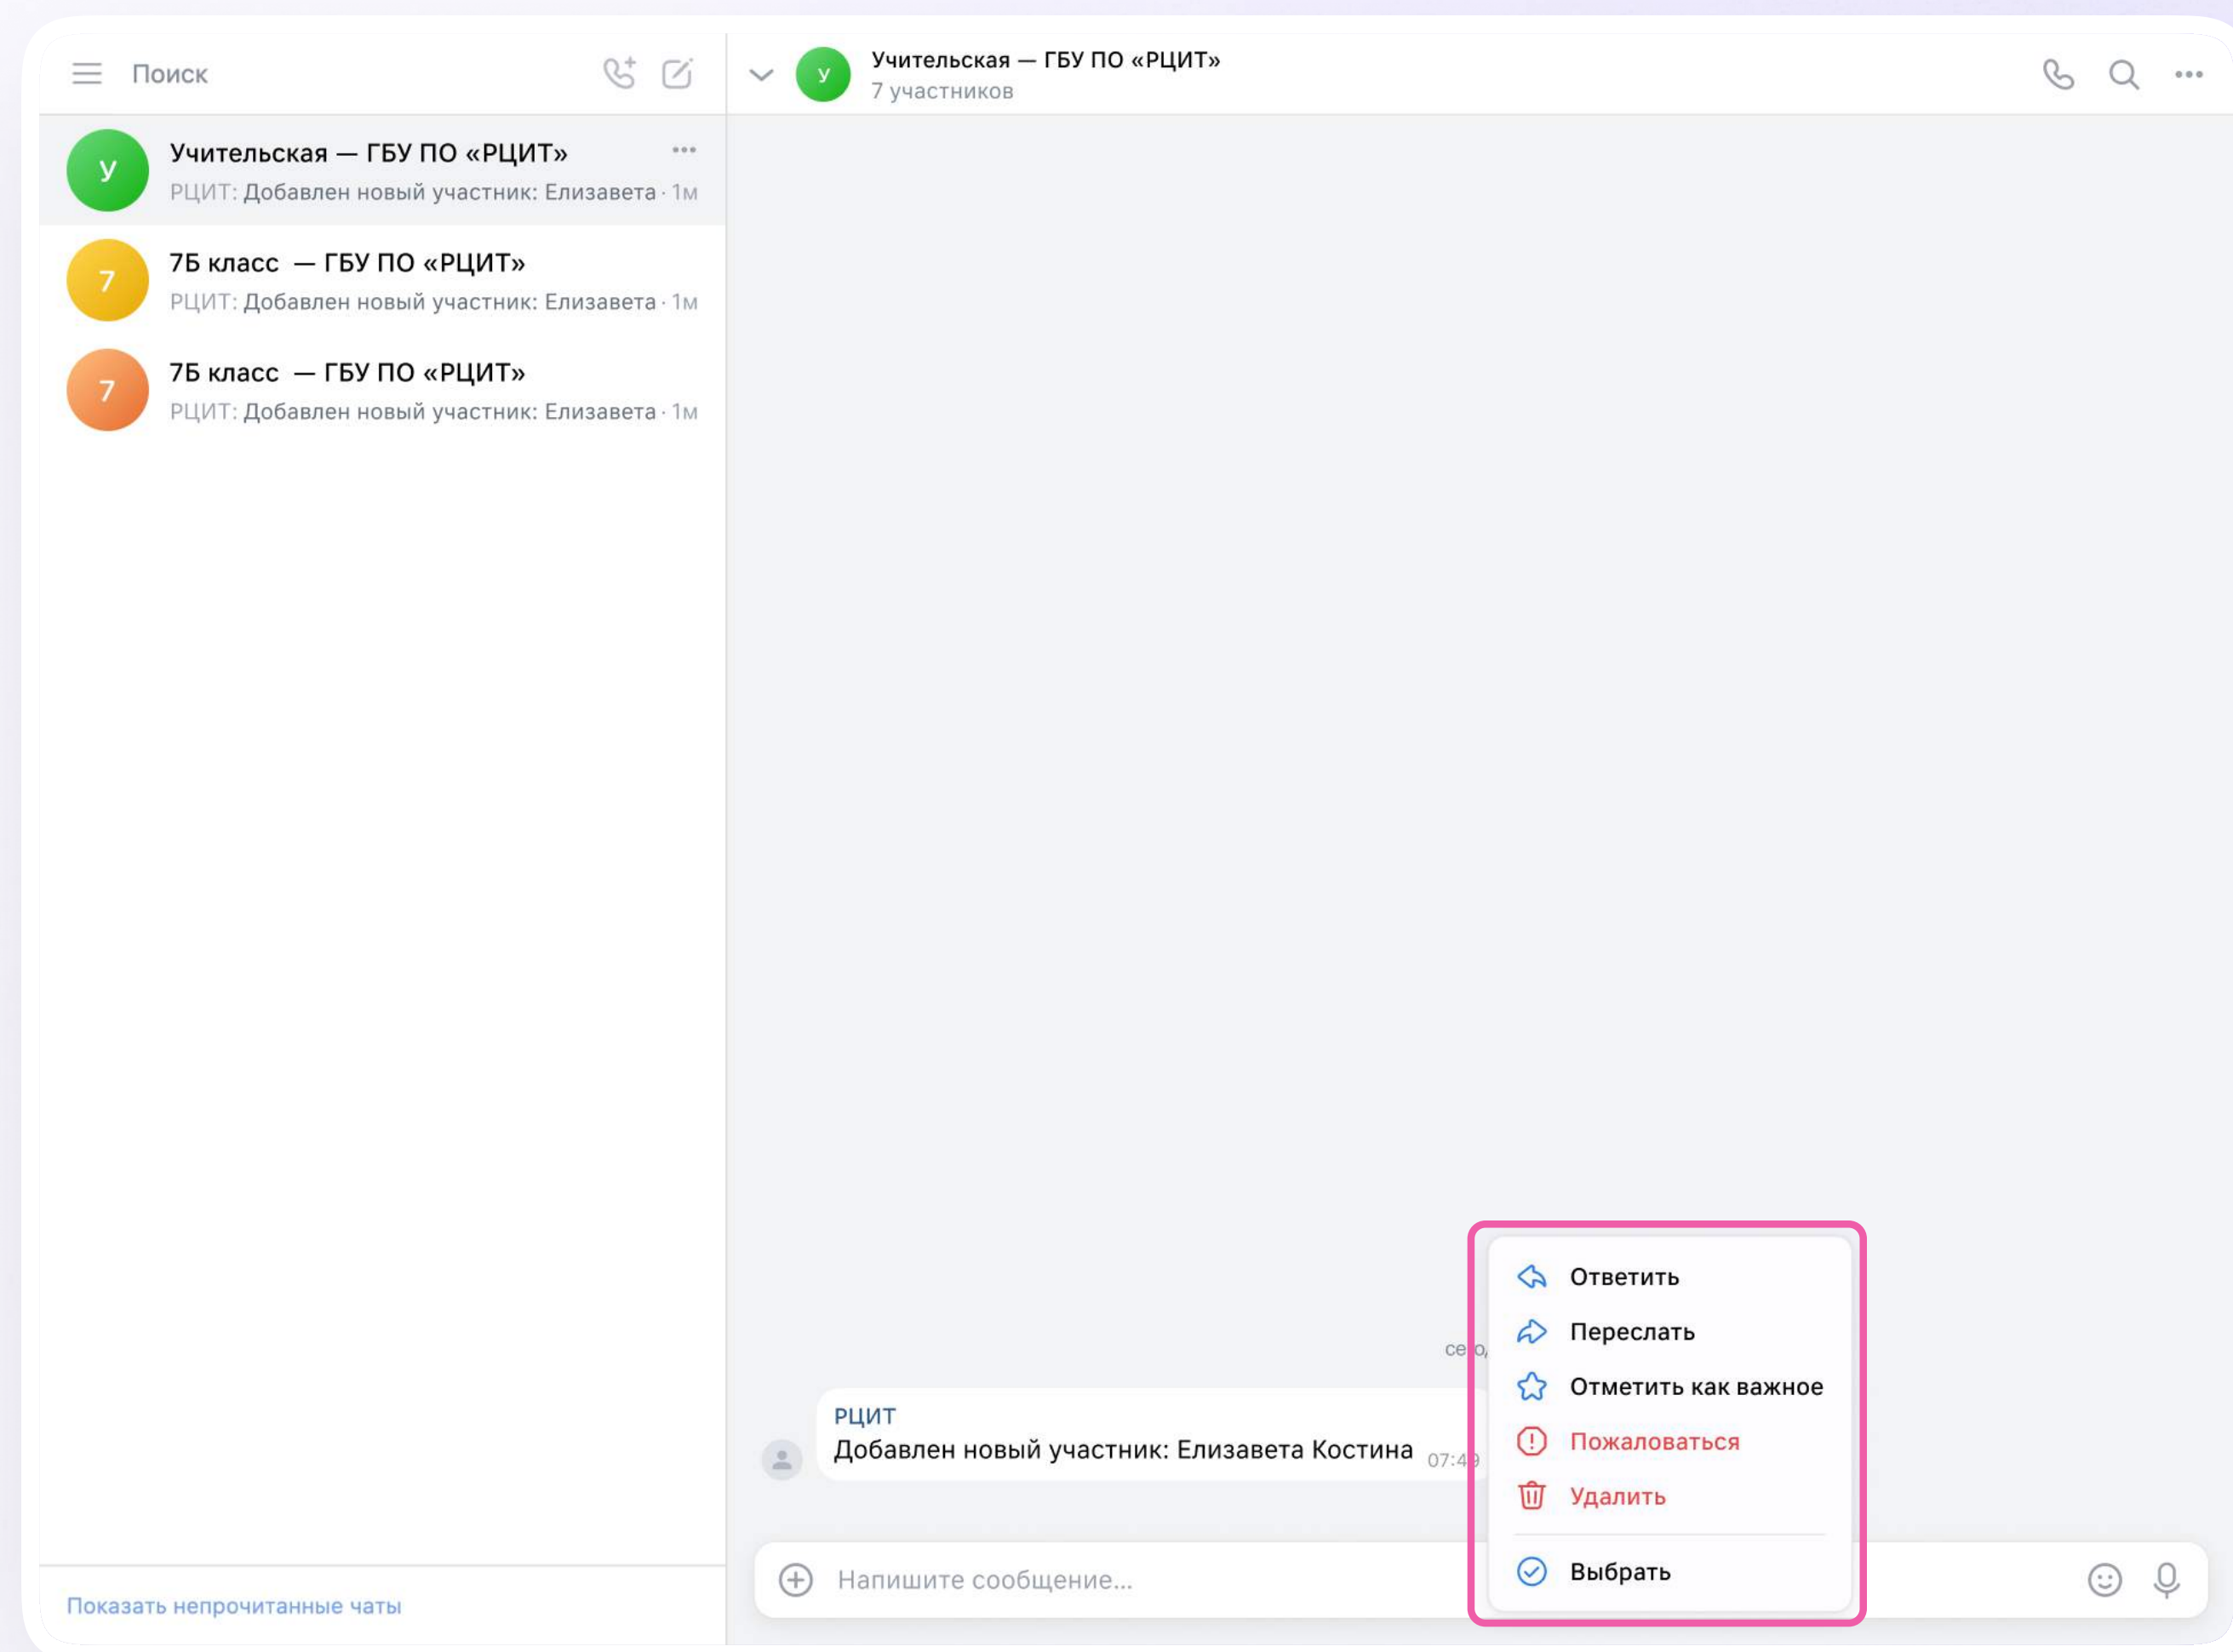 Поиск
У
Учительская — ГБУ ПО «РЦИТ»
РЦИТ: Добавлен новый участник: Елизавета · 1м
7
7Б класс — ГБУ ПО «РЦИТ»
РЦИТ: Добавлен новый участник: Елизавета · 1м
7
7Б класс — ГБУ ПО «РЦИТ»
РЦИТ: Добавлен новый участник: Елизавета · 1м
Показать непрочитанные чаты
У
Учительская — ГБУ ПО «РЦИТ»
7 участников
РЦИТ
Добавлен новый участник: Елизавета Костина
Напишите сообщение...
Ответить
Переслать
Отметить как важное
Пожаловаться
Удалить
Выбрать